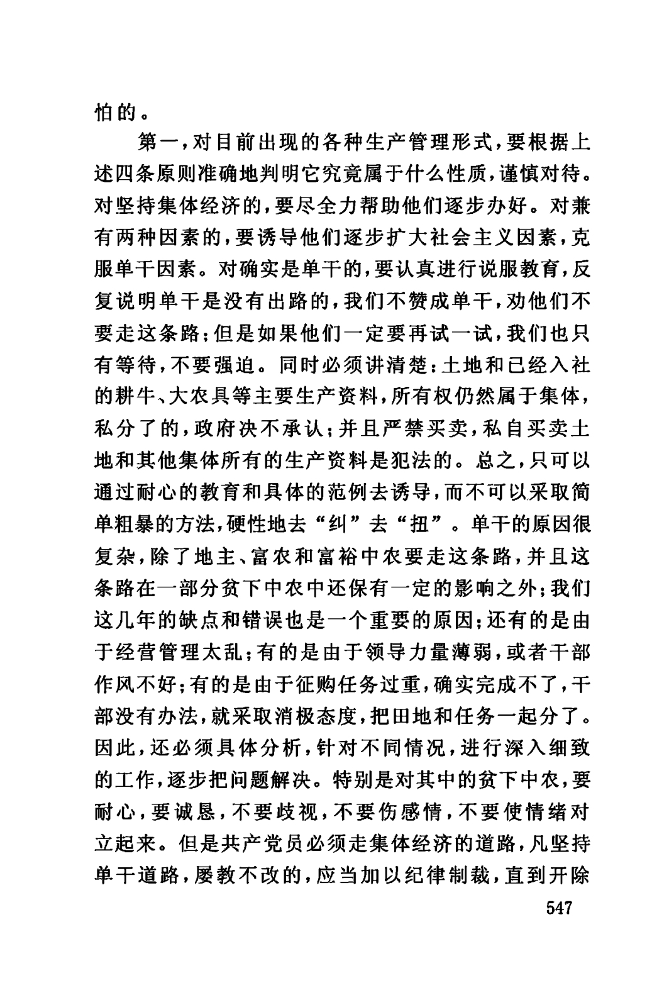 怕的。
第一，对目前出现的各种生产管理形式，要根据上
述四条原则准确地判明它究竟属于什么性质，谨慎对待。
对坚持集体经济的，要尽全力帮助他们逐步办好。对兼
有两种因素的，要诱导他们逐步扩大社会主义因素，克
服单干因素。对确实是单干的，要认真进行说服教育，反
复说明单干是没有出路的，我们不赞成单干，劝他们不
要走这条路；但是如果他们一定要再试一试，我们也只
有等待，不要强迫。同时必须讲清楚：土地和已经入社
的耕牛、大农具等主要生产资料，所有权仍然属于集体，
私分了的，政府决不承认；并且严禁买卖，私自买卖土
地和其他集体所有的生产资料是犯法的。总之，只可以
通过耐心的教育和具体的范例去诱导，而不可以采取简
单粗暴的方法，硬性地去“纠”去“扭”。单干的原因很
复杂，除了地主、富农和富裕中农要走这条路，并且这
条路在一部分贫下中农中还保有一定的影响之外；我们
这几年的缺点和错误也是一个重要的原因；还有的是由
于经营管理太乱；有的是由于领导力量薄弱，或者干部
作风不好；有的是由于征购任务过重，确实完成不了，干
部没有办法，就采取消极态度，把田地和任务一起分了。
因此，还必须具体分析，针对不同情况，进行深入细致
的工作，逐步把问题解决。特别是对其中的贫下中农，要
耐心，要诚恳，不要歧视，不要伤感情，不要使情绪对
立起来。但是共产党员必须走集体经济的道路，凡坚持
单干道路，屡教不改的，应当加以纪律制裁，直到开除
547